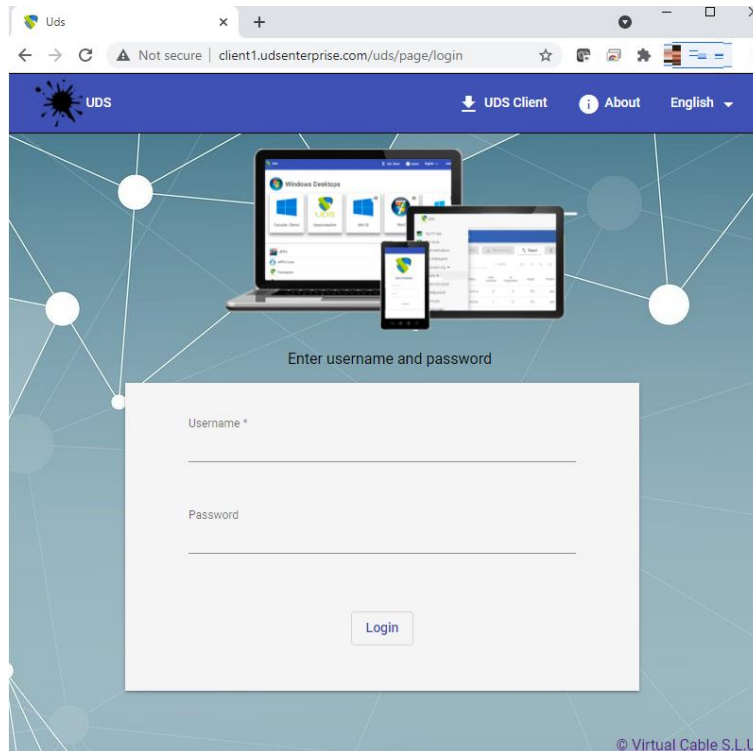 Uds
Not secure client1.udsenterprise.com/uds/page/login
UDS UDS Client About English
Windows Desktops
UDS
Enter username and password
Username *
Password
Login
© Virtual Cable S.L.U